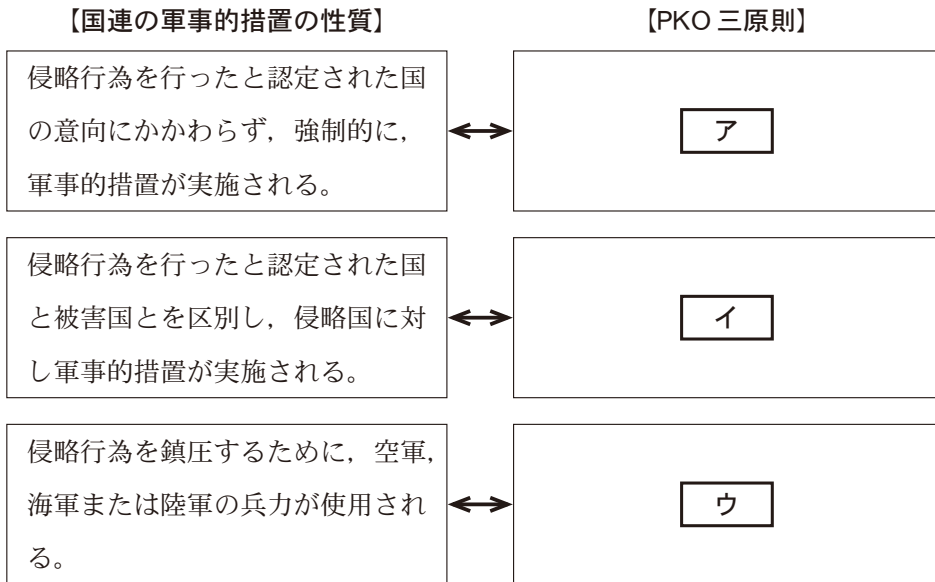 【国連の軍事的措置の性質】
【PKO 三原則】
侵略行為を行ったと認定された国
の意向にかかわらず，強制的に，
軍事的措置が実施される。
ア
侵略行為を行ったと認定された国
と被害国とを区別し，侵略国に対
し軍事的措置が実施される。
イ
侵略行為を鎮圧するために，空軍，
海軍または陸軍の兵力が使用され
る。
ウ